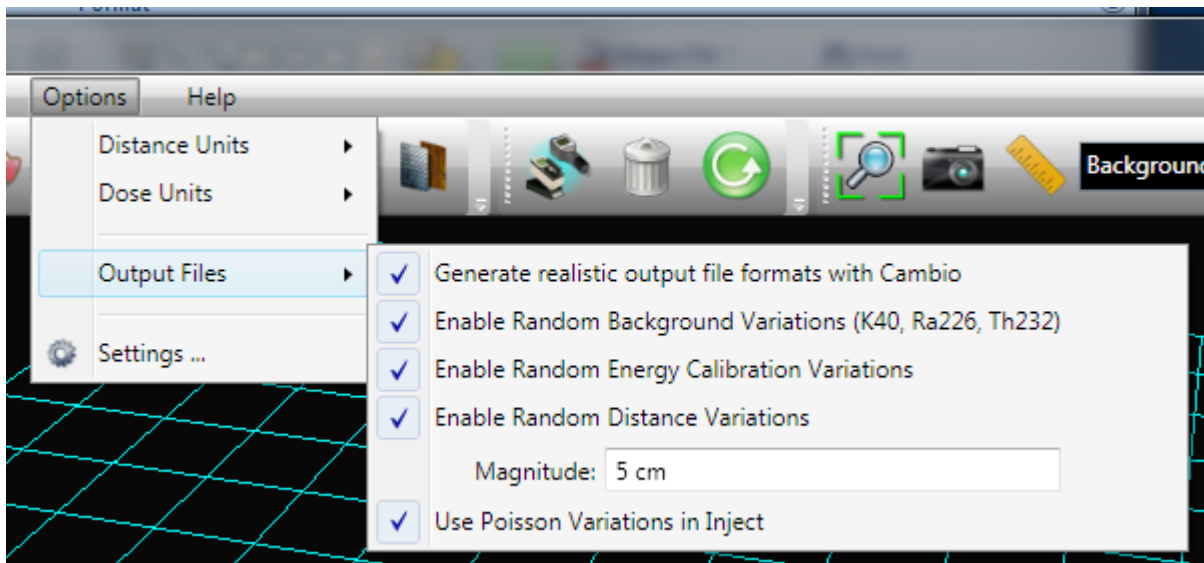 Format
Options Help
Distance Units
Dose Units
Background
Output Files
Generate realistic output file formats with Cambio
Enable Random Background Variations (K40, Ra226, Th232)
Settings ...
Enable Random Energy Calibration Variations
Enable Random Distance Variations
Magnitude: 5 cm
Use Poisson Variations in Inject